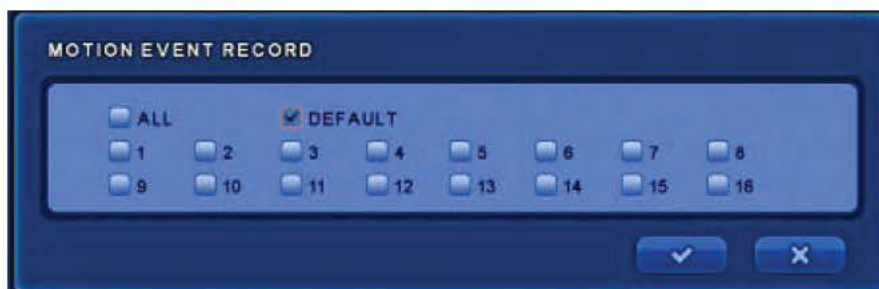 MOTION EVENT RECORD
ALL DEFAULT
1 2 3 4 5 6 7 8
9 10 11 12 13 14 15 16